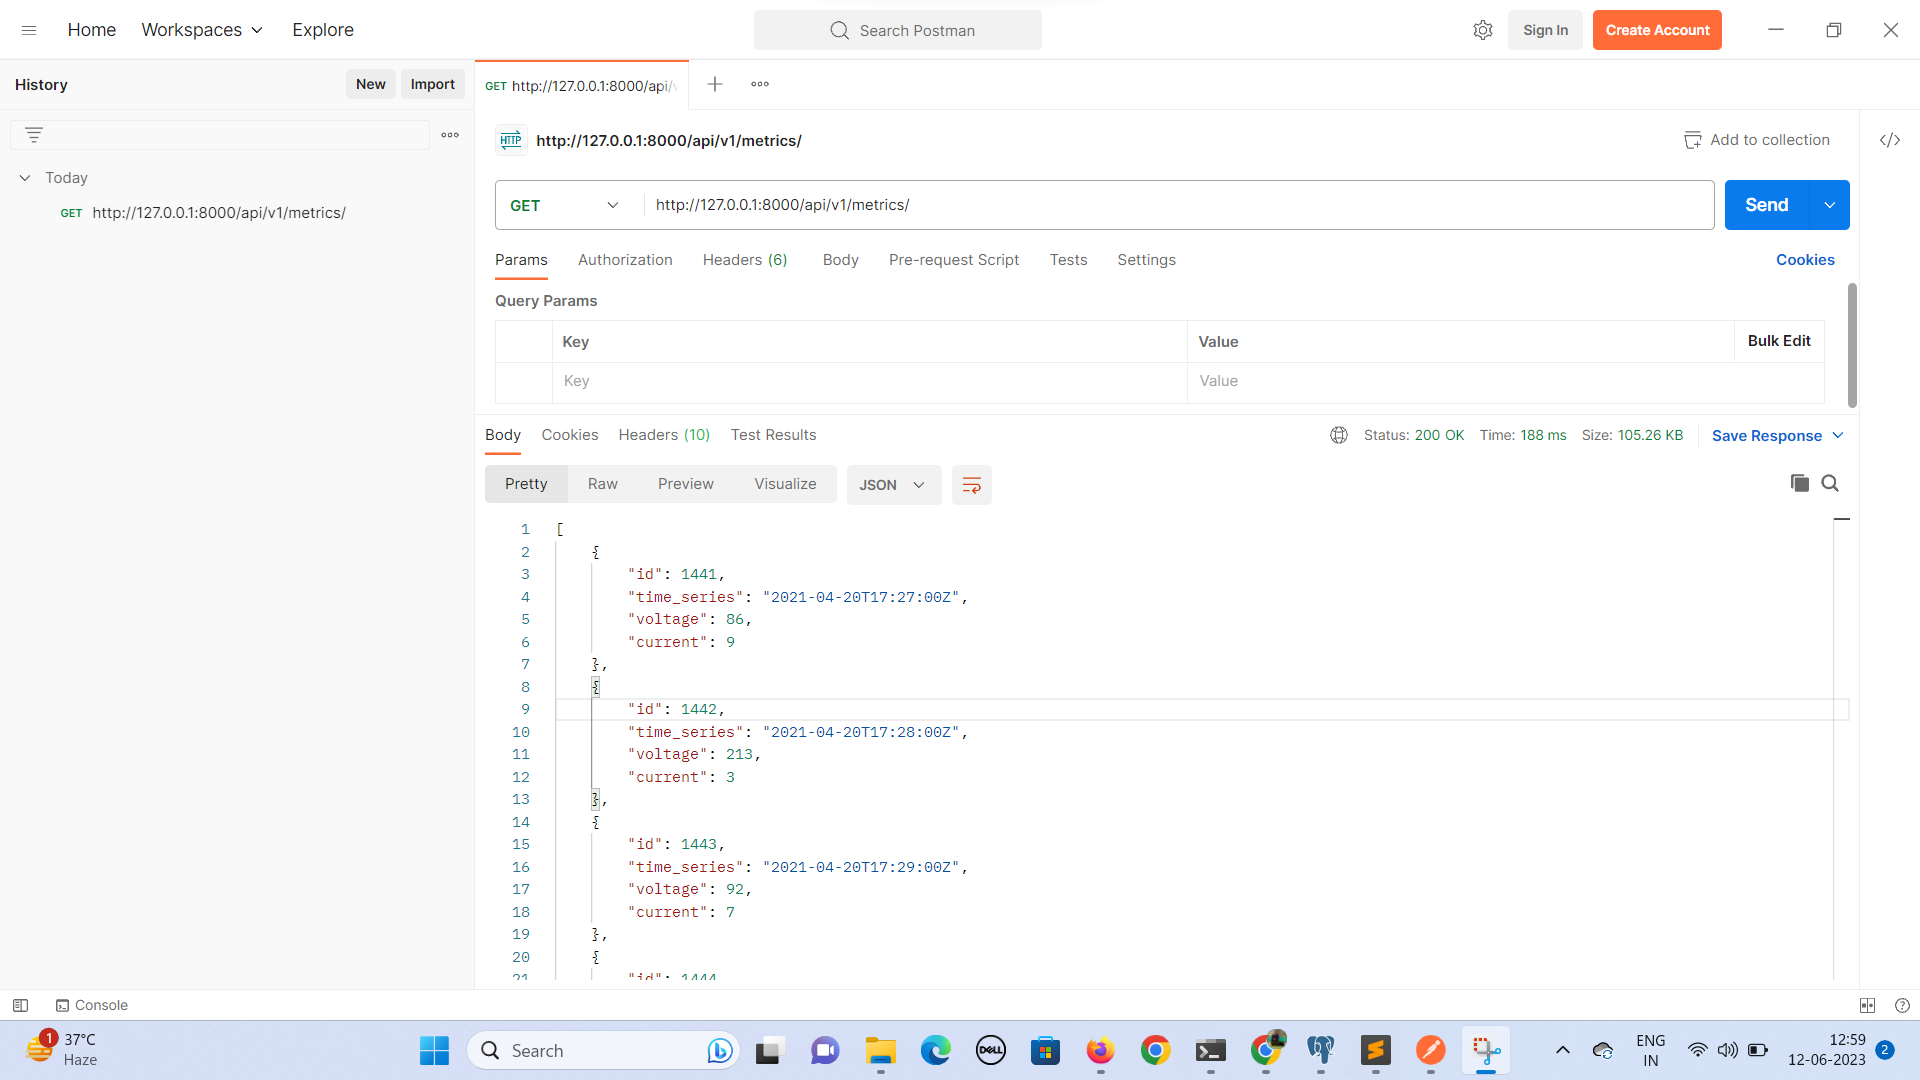 Home Workspaces Explore Search Postman Sign In Create Account
History New Import GET http://127.0.0.1:8000/api/v
HTTP http://127.0.0.1:8000/api/v1/metrics/ Add to collection </>
Today
GET http://127.0.0.1:8000/api/v1/metrics/
GET http://127.0.0.1:8000/api/v1/metrics/ Send
Params Authorization Headers (6) Body Pre-request Script Tests Settings Cookies
Query Params
Key Value Bulk Edit
Key Value
Body Cookies Headers (10) Test Results Status: 200 OK Time: 188 ms Size: 105.26 KB Save Response
Pretty Raw Preview Visualize JSON
1 [
2 {
3 "id": 1441,
4 "time_series": "2021-04-20T17:27:00Z",
5 "voltage": 86,
6 "current": 9
7 },
8 {
9 "id": 1442,
10 "time_series": "2021-04-20T17:28:00Z",
11 "voltage": 213,
12 "current": 3
13 },
14 {
15 "id": 1443,
16 "time_series": "2021-04-20T17:29:00Z",
17 "voltage": 92,
18 "current": 7
19 },
20 {
21 "id": 1444
Console
1 37°C
Haze
Search
DELL
ENG
IN
12:59
12-06-2023
2